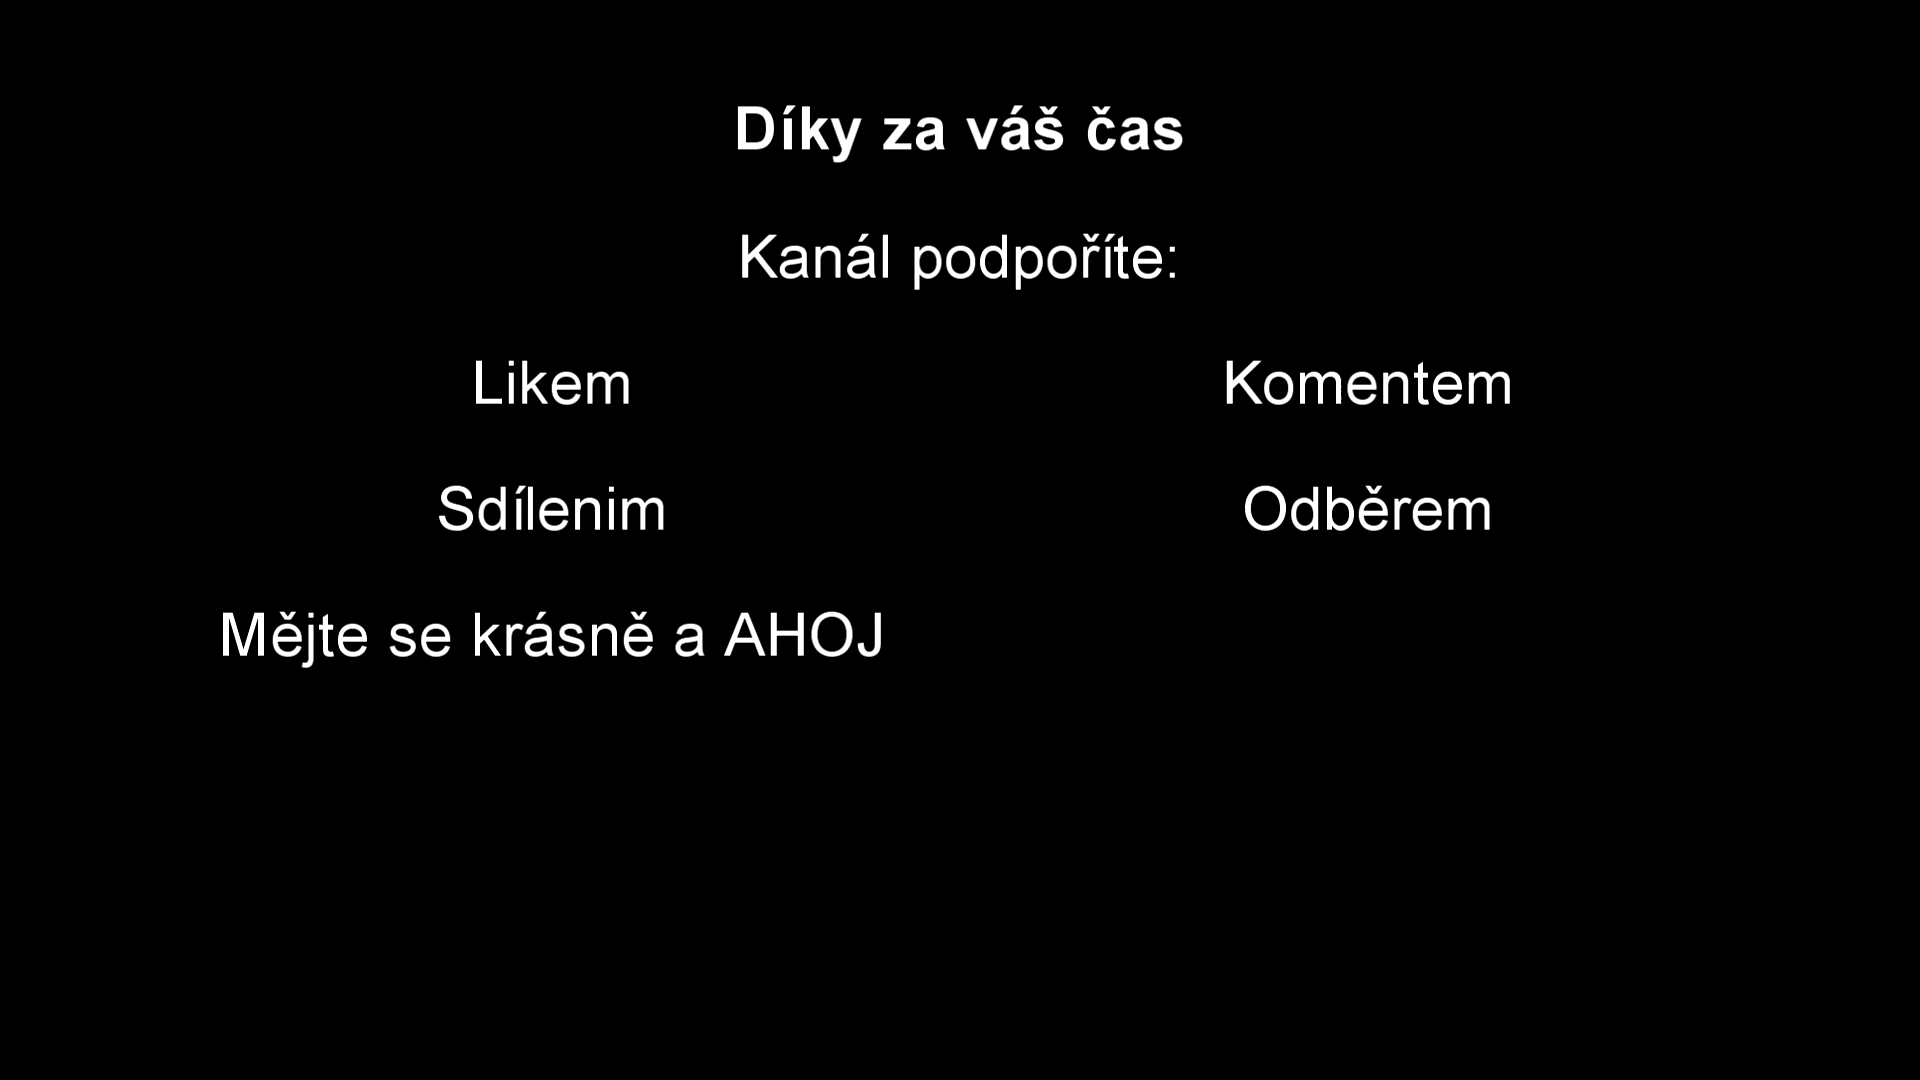 Díky za váš čas
Kanál podpoříte:
Likem
Komentem
Sdílenim
Odběrem
Mějte se krásně a AHOJ